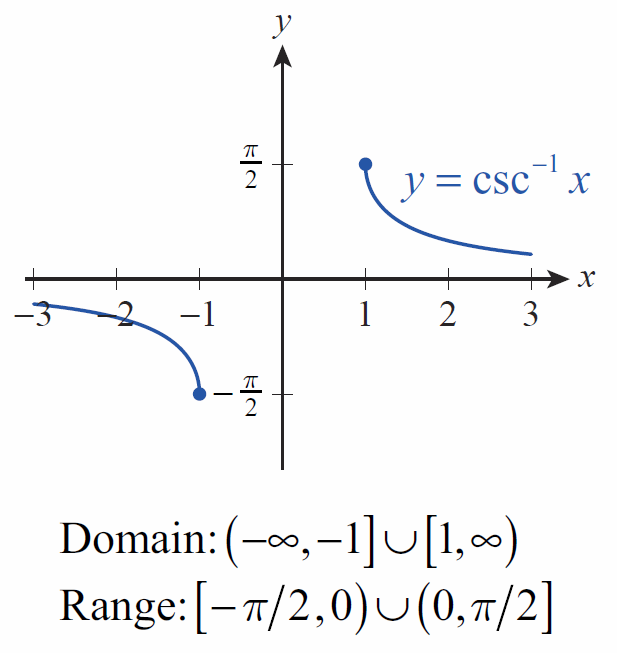 y
π/2
y = csc⁻¹ x
x
−3 −2 −1 1 2 3
−π/2
Domain: (−∞, −1] ∪ [1, ∞)
Range: [−π/2, 0) ∪ (0, π/2]